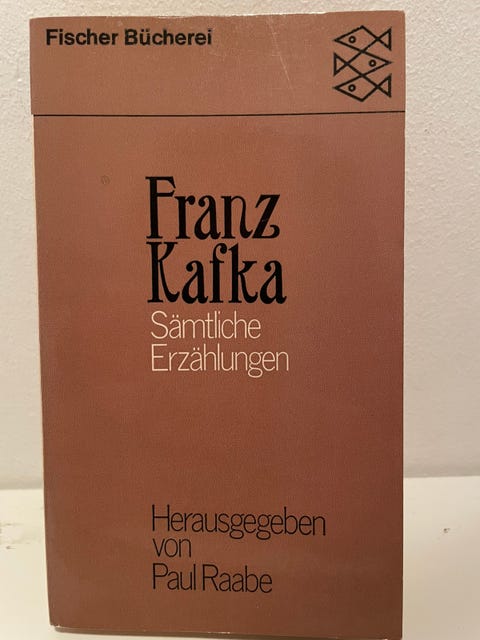 Fischer Bücherei
Franz
Kafka
Sämtliche
Erzählungen
Herausgegeben
von
Paul Raabe